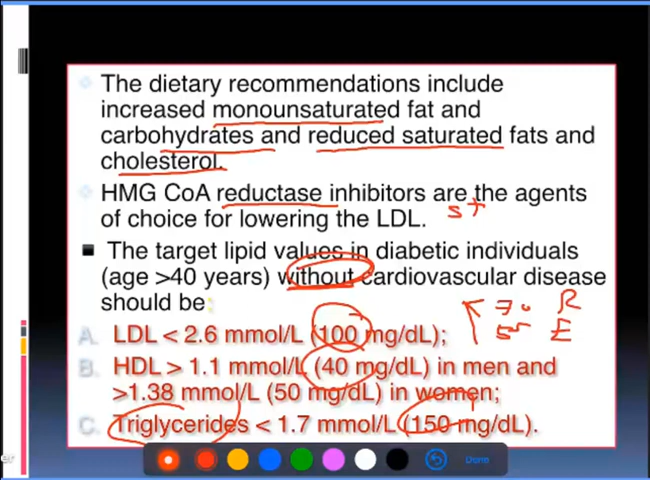 The dietary recommendations include
increased monounsaturated fat and
carbohydrates and reduced saturated fats and
cholesterol.
HMG CoA reductase inhibitors are the agents
of choice for lowering the LDL.
st
The target lipid values in diabetic individuals
(age >40 years) without cardiovascular disease
should be:
A. LDL < 2.6 mmol/L (100 mg/dL);
70 R
55 E
B. HDL > 1.1 mmol/L (40 mg/dL) in men and
>1.38 mmol/L (50 mg/dL) in women;
C. Triglycerides < 1.7 mmol/L (150 mg/dL).
Done